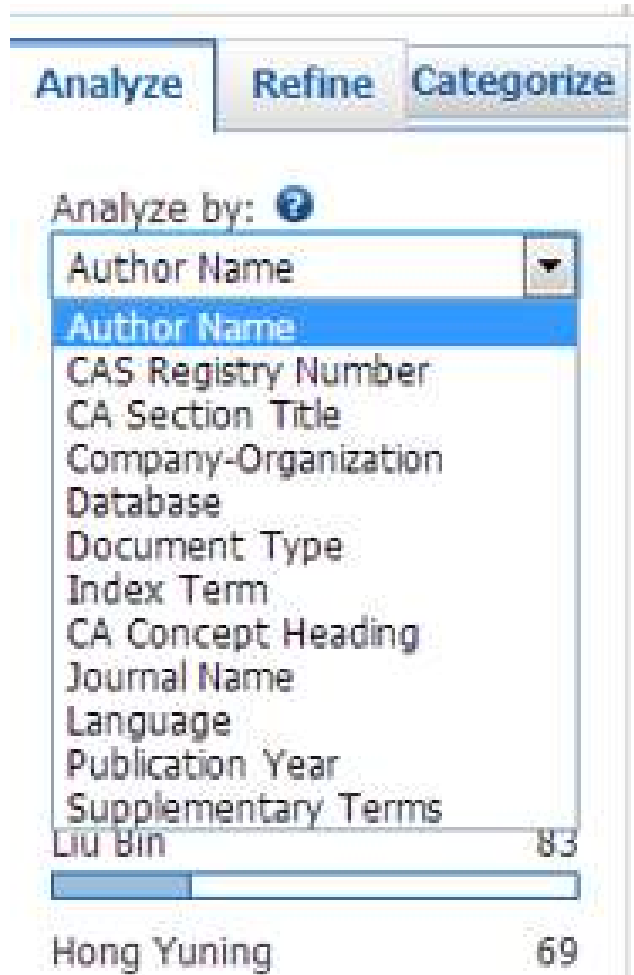 Analyze Refine Categorize
Analyze by:
Author Name
Author Name
CAS Registry Number
CA Section Title
Company-Organization
Database
Document Type
Index Term
CA Concept Heading
Journal Name
Language
Publication Year
Supplementary Terms
Liu Bin 83
Hong Yuning 69